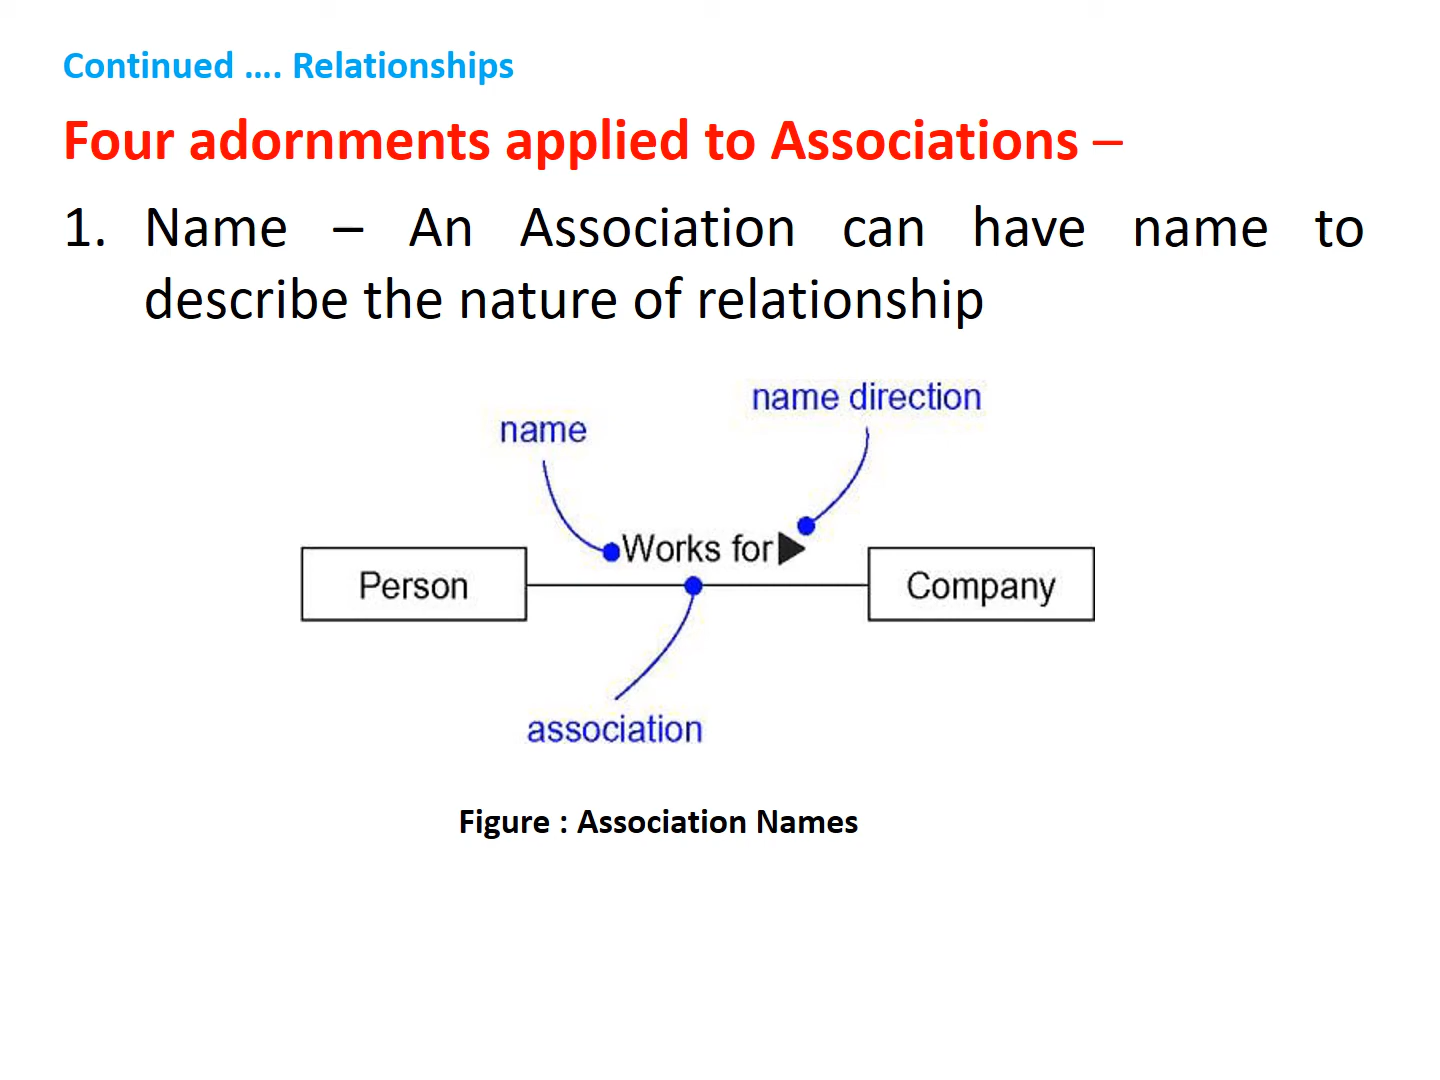 Continued .... Relationships
Four adornments applied to Associations –
1. Name – An Association can have name to
describe the nature of relationship
name direction
name
Works for
Person
Company
association
Figure : Association Names